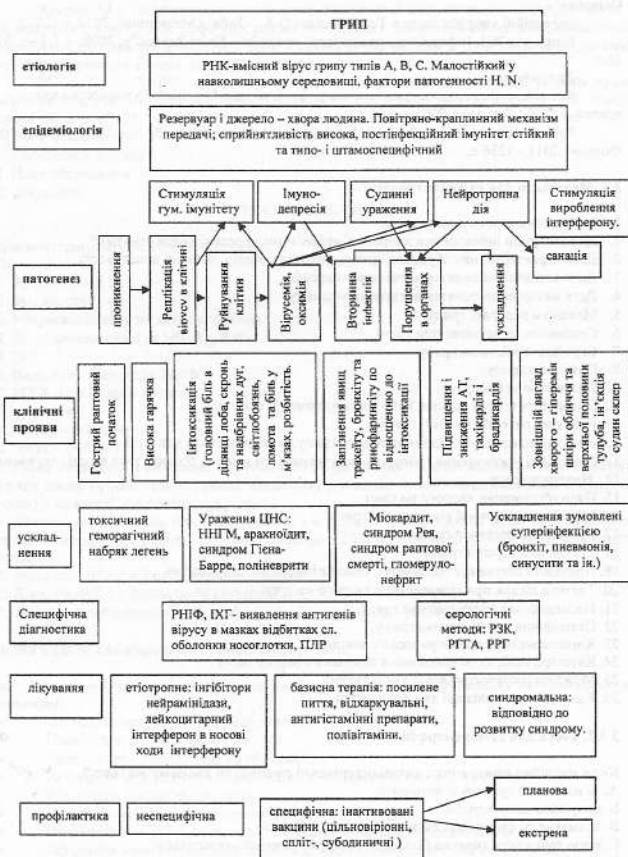 ГРИП
етіологія
РНК-вмісний вірус грипу типів А, В, С. Малостійкий у
навколишньому середовищі, фактори патогенності H, N.
епідеміологія
Резервуар і джерело – хвора людина. Повітряно-краплинний механізм
передачі; сприйнятливість висока, постінфекційний імунітет стійкий
та типо- і штамоспецифічний
Стимуляція
гум. імунітету
Імуно-
депресія
Судинні
ураження
Нейротропна
дія
Стимуляція
вироблення
інтерферону.
санація
патогенез
проникнення
Реплікація
вірусу в клітині
Руйнування
клітин
Вірусемія,
оксимія
Вторинна
інфекція
Порушення
в органах
ускладнення
клінічні
прояви
Гострий раптовий
початок
Висока гарячка
Інтоксикація –
головний біль в
ділянці лоба, скронь
та надбрівних дуг,
світлобоязнь,
ломота та біль у
м'язах, розбитість.
Запізнення явищ
трахеїту, бронхіту та
ринофарингіту по
відношенню до
інтоксикації
Підвищення і
зниження АТ,
тахікардія і
брадикардія
Зовнішній вигляд
хворого – гіперемія
шкіри обличчя та
верхньої половини
тулуба, ін'єкція
судин склер
усклад-
нення
токсичний
геморагічний
набряк легень
Ураження ЦНС:
ННГМ, арахноїдит,
синдром Гієна-
Барре, поліневрити
Міокардит,
синдром Рея,
синдром раптової
смерті, гломеруло-
нефрит
Ускладнення зумовлені
суперінфекцією
(бронхіт, пневмонія,
синусити та ін.)
Специфічна
діагностика
РНІФ, ІХГ- виявлення антигенів
вірусу в мазках відбитках сл.
оболонки носоглотки, ПЛР
серологічні
методи: РЗК,
РГГА, РРГ
лікування
етіотропне: інгібітори
нейрамінідази,
лейкоцитарний
інтерферон в носові
ходи інтерферону
базисна терапія: посилене
пиття, відхаркувальні,
антигістамінні препарати,
полівітаміни.
синдромальна:
відповідно до
розвитку синдрому.
профілактика
неспецифічна
специфічна: інактивовані
вакцини (цільновіріонні,
спліт-, субодиничні )
планова
екстрена